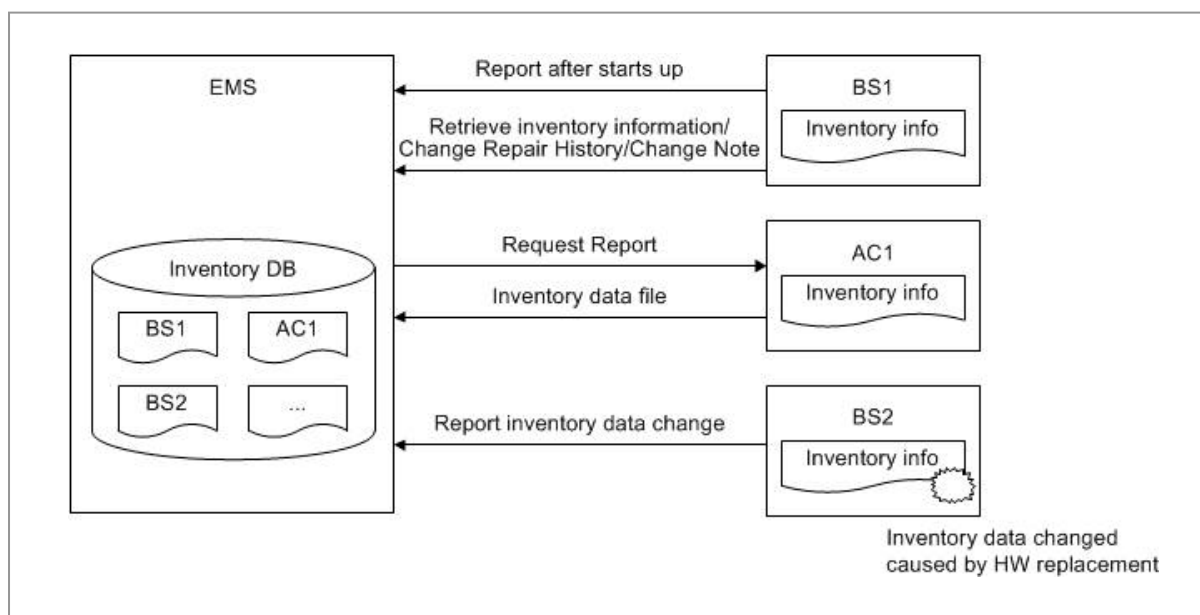 EMS
Report after starts up
BS1
Inventory info
Retrieve inventory information/
Change Repair History/Change Note
Request Report
AC1
Inventory info
Inventory data file
Inventory DB
BS1
AC1
BS2
...
Report inventory data change
BS2
Inventory info
Inventory data changed
caused by HW replacement